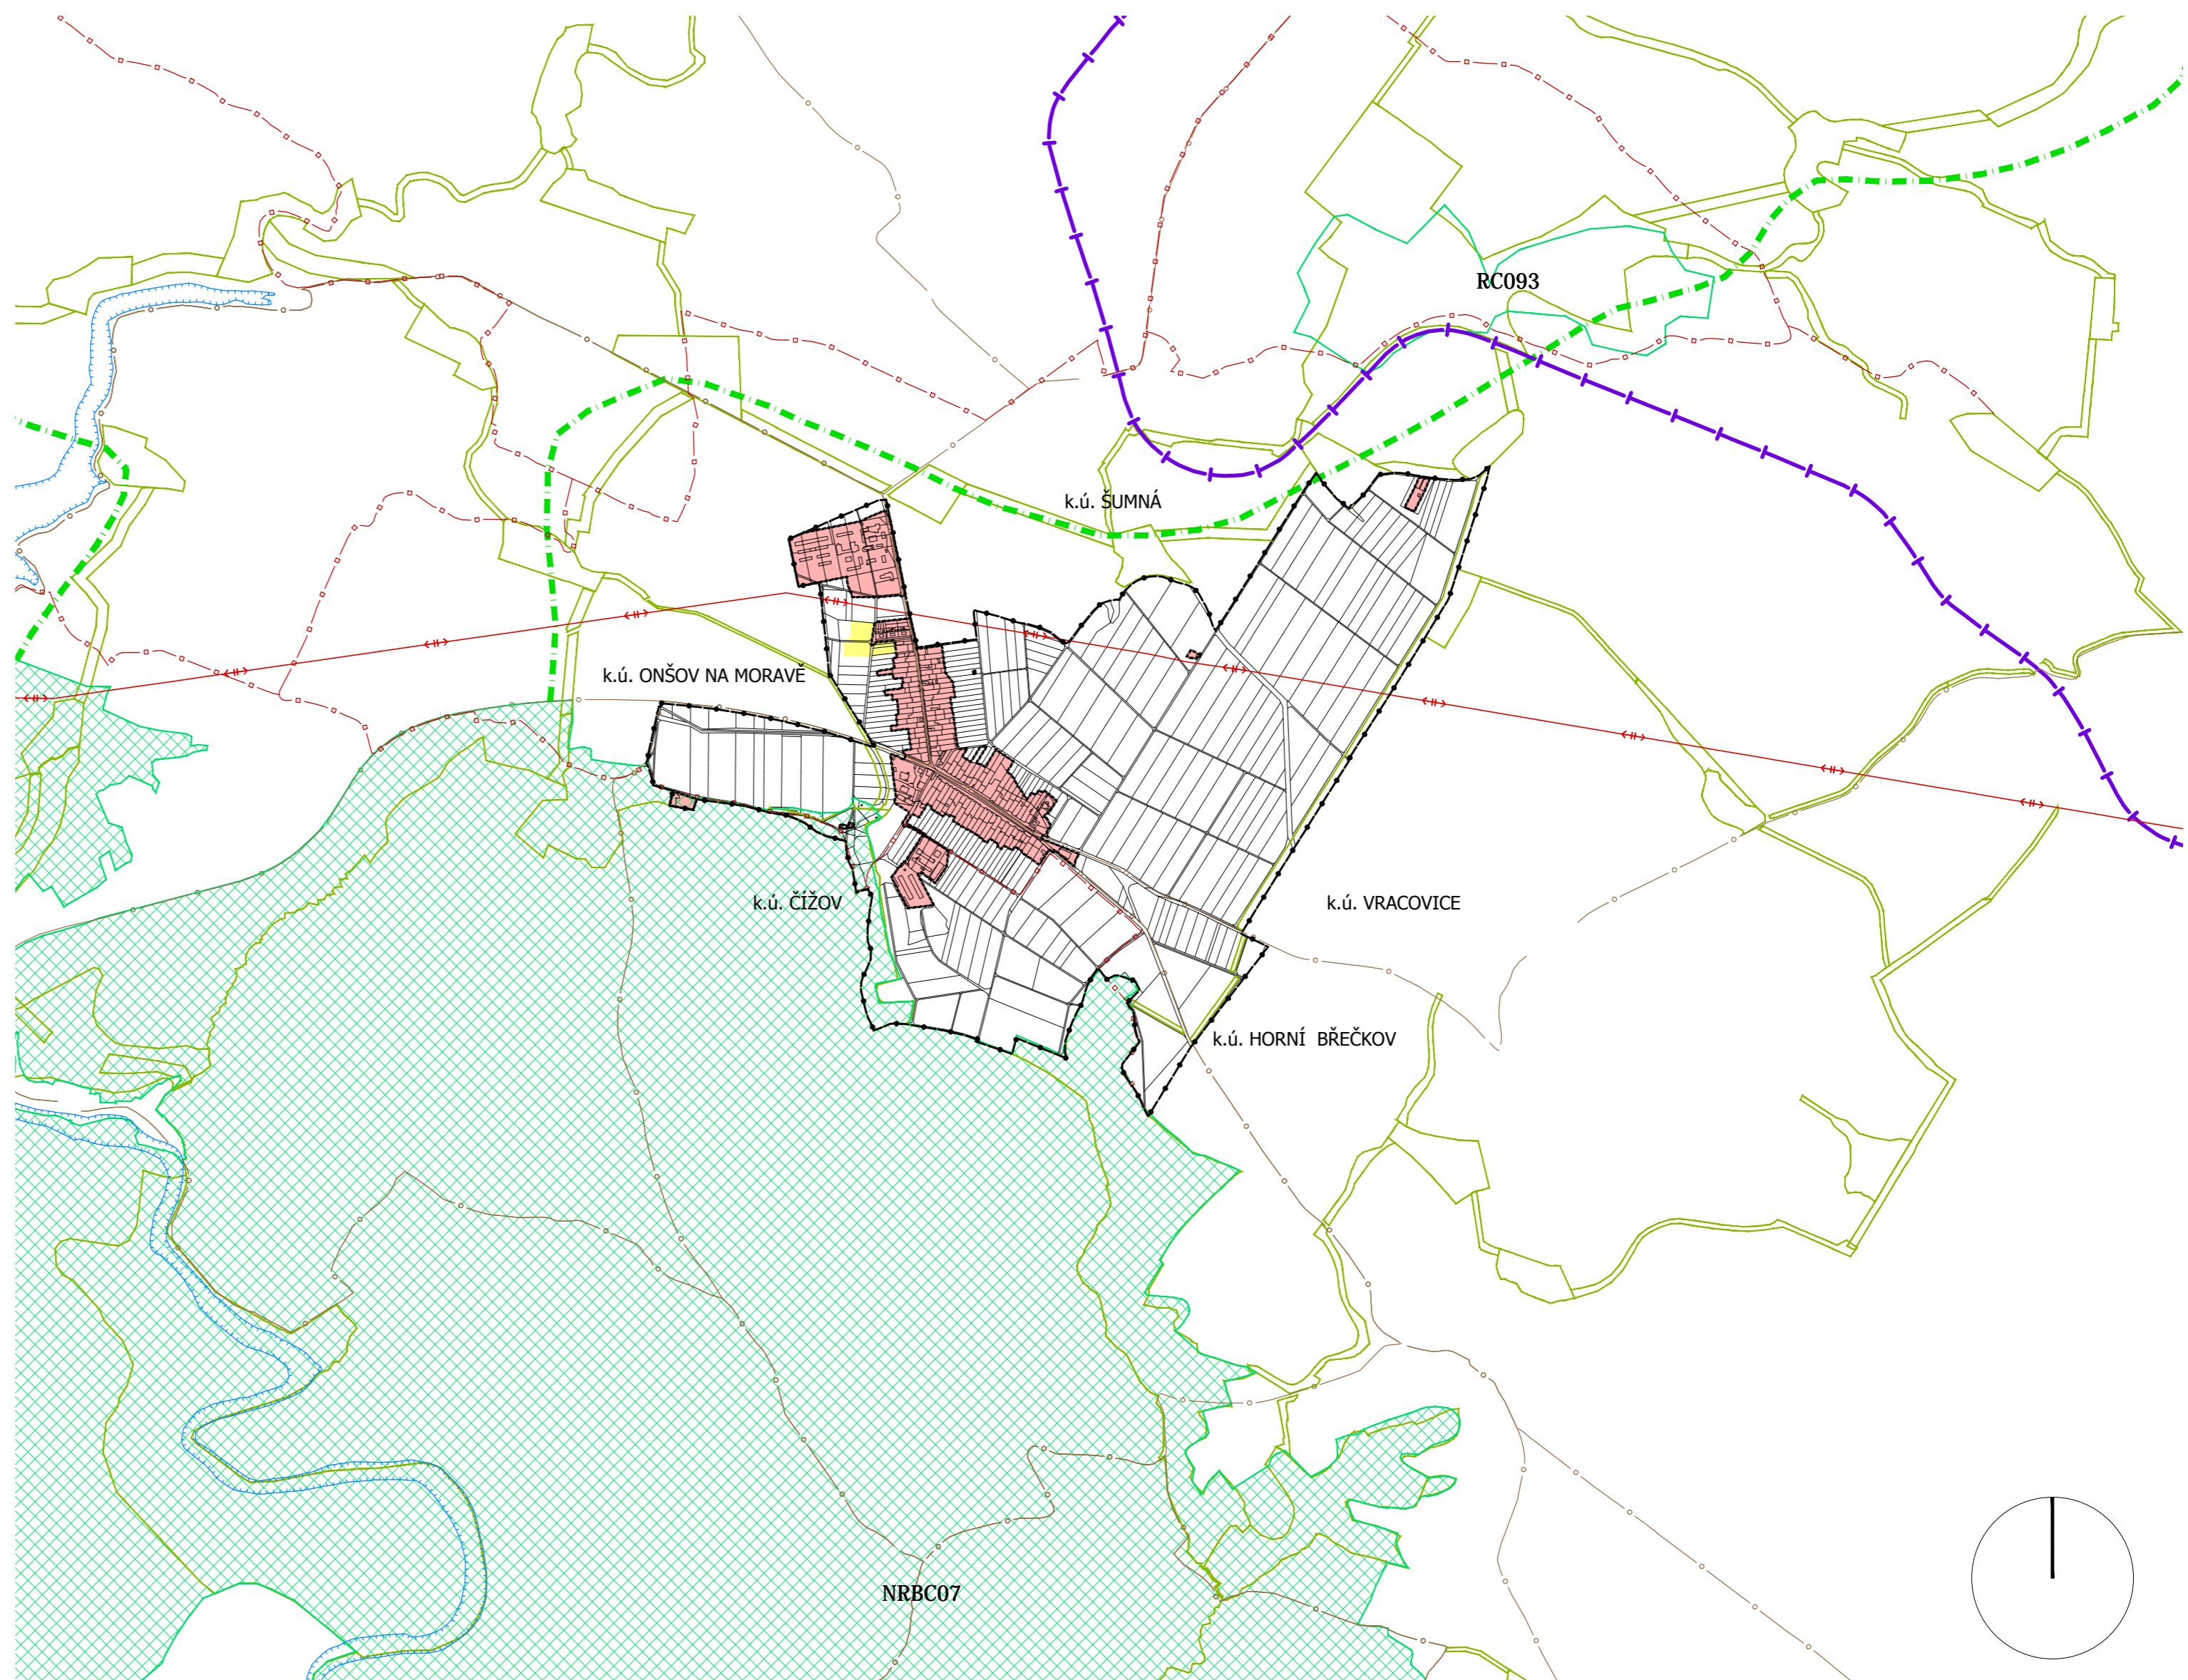 RC093
k.ú. ŠUMNÁ
k.ú. ONŠOV NA MORAVĚ
k.ú. ČÍŽOV
k.ú. VRACOVICE
k.ú. HORNÍ BŘEČKOV
NRBC07